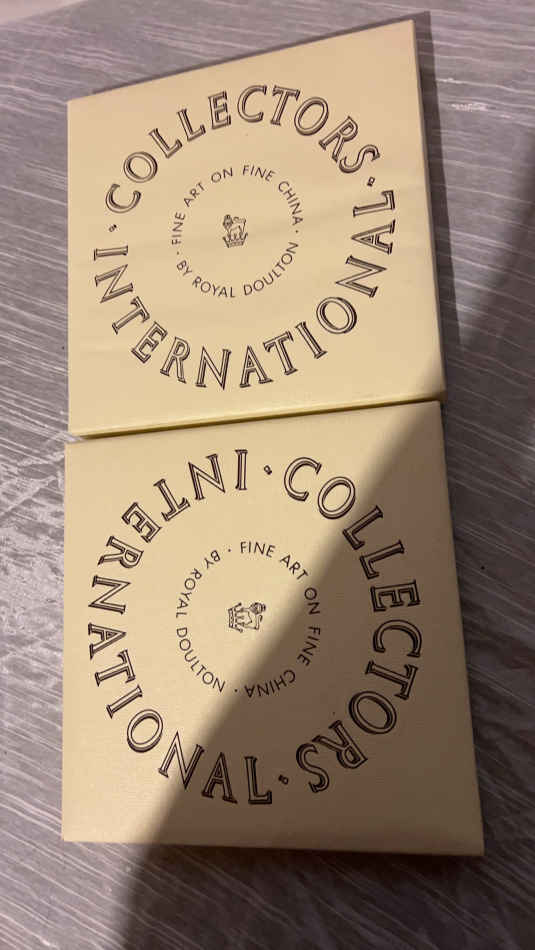 COLLECTORS · INTERNATIONAL ·
· FINE ART ON FINE CHINA ·
BY ROYAL DOULTON
COLLECTORS · INTERNATIONAL ·
· FINE ART ON FINE CHINA ·
BY ROYAL DOULTON